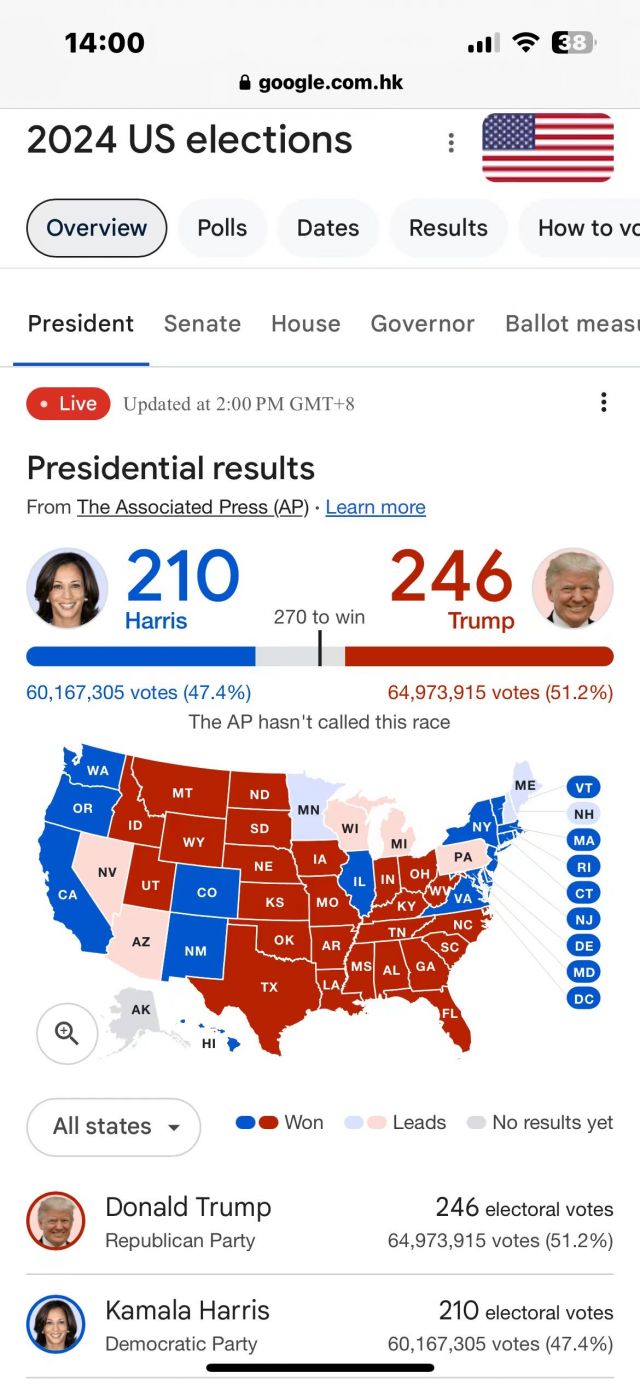 14:00
38
google.com.hk
2024 US elections
Overview
Polls
Dates
Results
How to vo
President
Senate
House
Governor
Ballot measu
Live
Updated at 2:00 PM GMT+8
Presidential results
From The Associated Press (AP) · Learn more
210
246
Harris
270 to win
Trump
60,167,305 votes (47.4%)
64,973,915 votes (51.2%)
The AP hasn't called this race
WA
MT
ND
MN
ME
VT
OR
ID
SD
WI
NH
WY
MI
NY
MA
NV
NE
IA
PA
RI
UT
CO
IL
IN
OH
CA
KS
MO
KY
WV
VA
CT
NJ
AZ
NM
OK
AR
TN
NC
SC
DE
TX
LA
MS
AL
GA
MD
AK
HI
FL
DC
All states
Won
Leads
No results yet
Donald Trump
246 electoral votes
Republican Party
64,973,915 votes (51.2%)
Kamala Harris
210 electoral votes
Democratic Party
60,167,305 votes (47.4%)